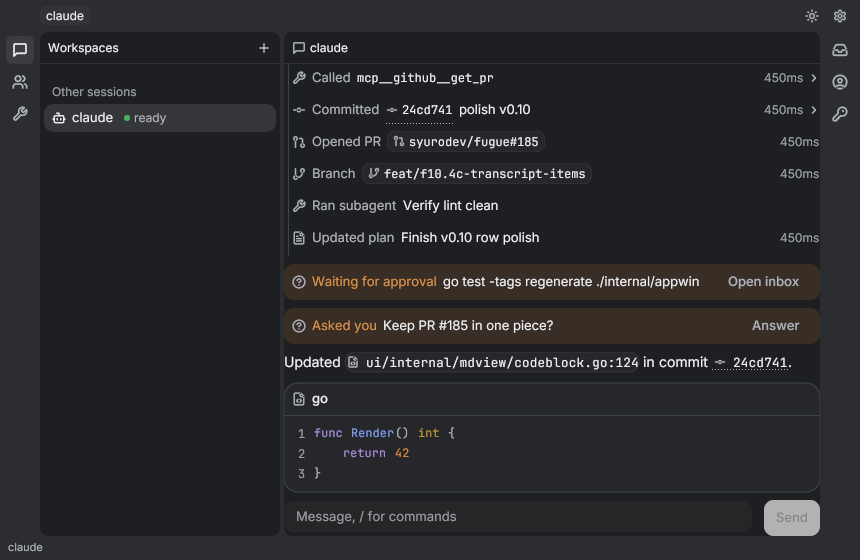 claude
Workspaces
claude
Other sessions
claude ready
Called mcp__github__get_pr 450ms
Committed 24cd741 polish v0.10 450ms
Opened PR syurodev/fugue#185 450ms
Branch feat/f10.4c-transcript-items 450ms
Ran subagent Verify lint clean
Updated plan Finish v0.10 row polish 450ms
Waiting for approval go test -tags regenerate ./internal/appwin Open inbox
Asked you Keep PR #185 in one piece? Answer
Updated ui/internal/mdview/codeblock.go:124 in commit 24cd741.
go
1 func Render() int {
2     return 42
3 }
Message, / for commands
Send
claude